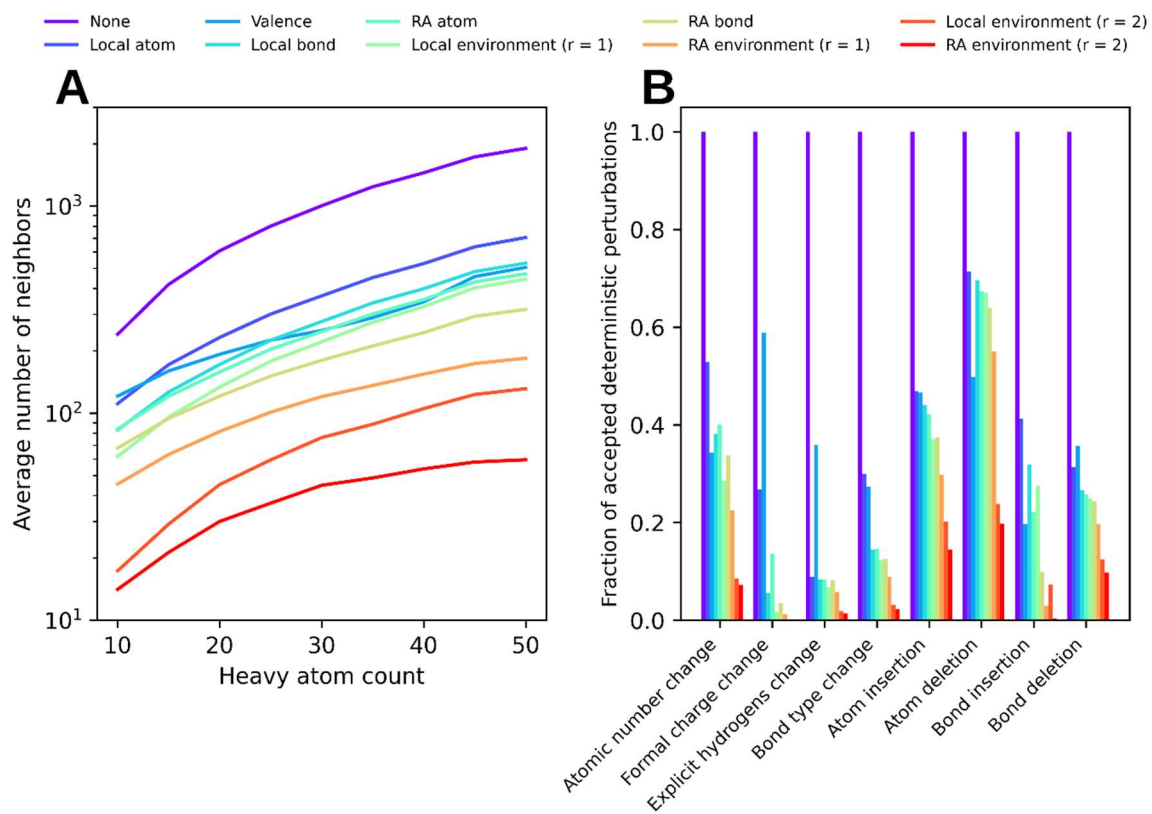 None Valence RA atom RA bond Local environment (r = 2)
Local atom Local bond Local environment (r = 1) RA environment (r = 1) RA environment (r = 2)
A
Average number of neighbors
10³
10²
10¹
10 20 30 40 50
Heavy atom count
B
Fraction of accepted deterministic perturbations
1.0
0.8
0.6
0.4
0.2
0.0
Atomic number change
Formal charge change
Explicit hydrogens change
Bond type change
Atom insertion
Atom deletion
Bond insertion
Bond deletion